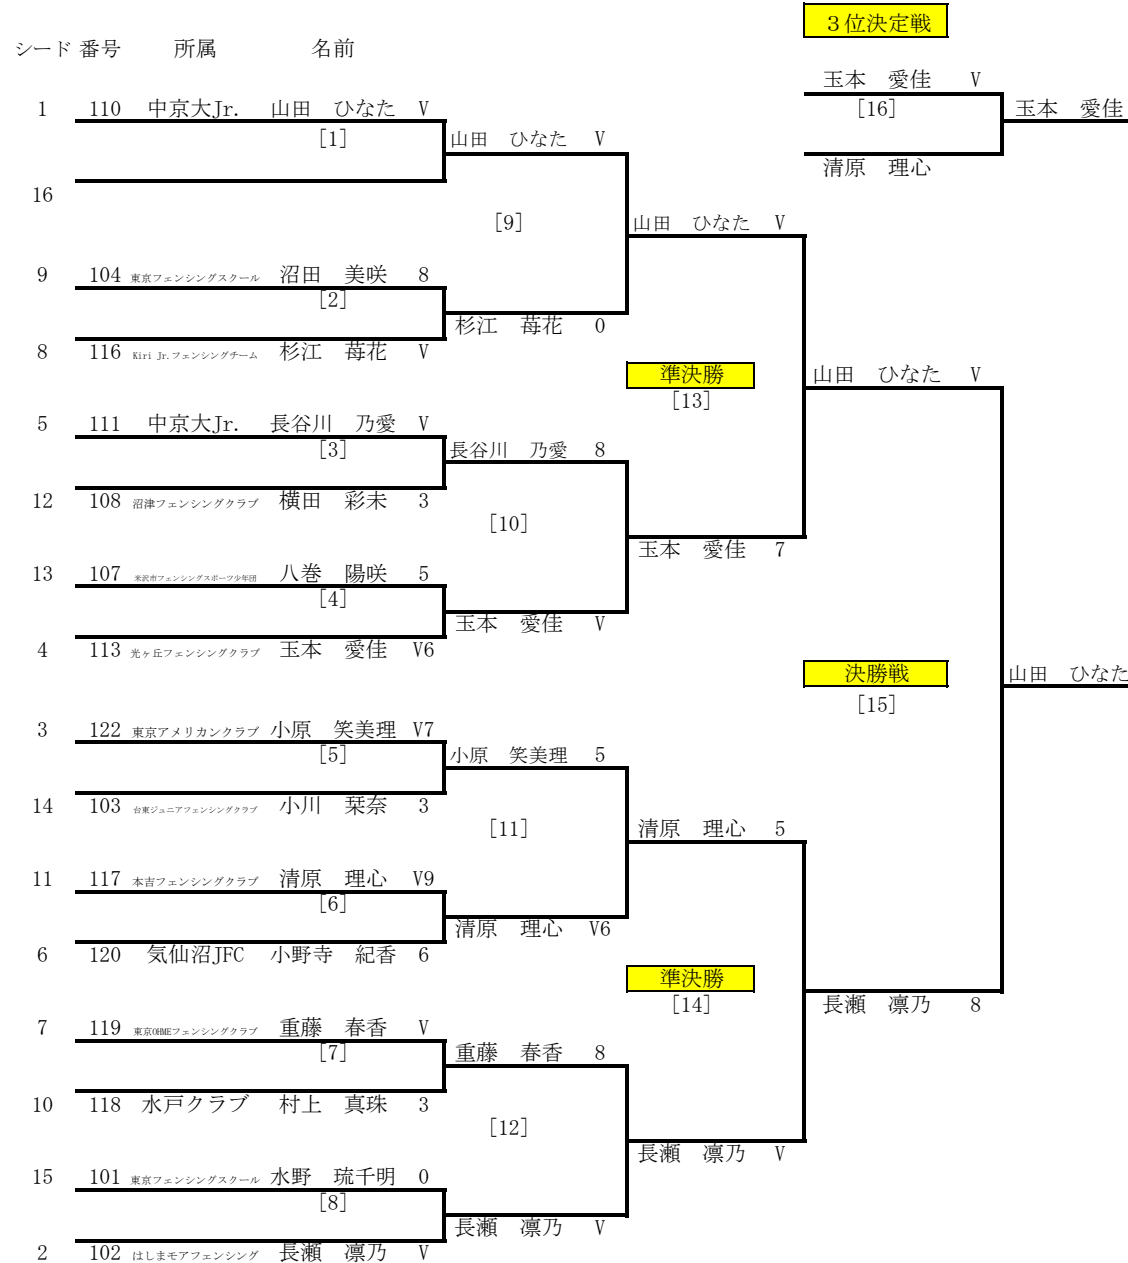 ３位決定戦
シード 番号 所属 名前
玉本　愛佳 V
[16]
玉本　愛佳
清原　理心
1 110 中京大Jr. 山田　ひなた V
[1]
山田　ひなた V
16
[9]
山田　ひなた V
9 104 東京フェンシングスクール 沼田　美咲 8
[2]
杉江　苺花 0
8 116 Kiri Jr.フェンシングチーム 杉江　苺花 V
準決勝
[13]
山田　ひなた V
5 111 中京大Jr. 長谷川　乃愛 V
[3]
長谷川　乃愛 8
12 108 沼津フェンシングクラブ 横田　彩未 3
[10]
玉本　愛佳 7
13 107 米沢市フェンシングスポーツ少年団 八巻　陽咲 5
[4]
玉本　愛佳 V
4 113 光ヶ丘フェンシングクラブ 玉本　愛佳 V6
決勝戦
[15]
山田　ひなた
3 122 東京アメリカンクラブ 小原　笑美理 V7
[5]
小原　笑美理 5
14 103 台東ジュニアフェンシングクラブ 小川　栞奈 3
[11]
清原　理心 5
11 117 本吉フェンシングクラブ 清原　理心 V9
[6]
清原　理心 V6
6 120 気仙沼JFC 小野寺　紀香 6
準決勝
[14]
長瀬　凛乃 8
7 119 東京OHMEフェンシングクラブ 重藤　春香 V
[7]
重藤　春香 8
10 118 水戸クラブ 村上　真珠 3
[12]
長瀬　凛乃 V
15 101 東京フェンシングスクール 水野　琉千明 0
[8]
長瀬　凛乃 V
2 102 はしまモアフェンシング 長瀬　凛乃 V